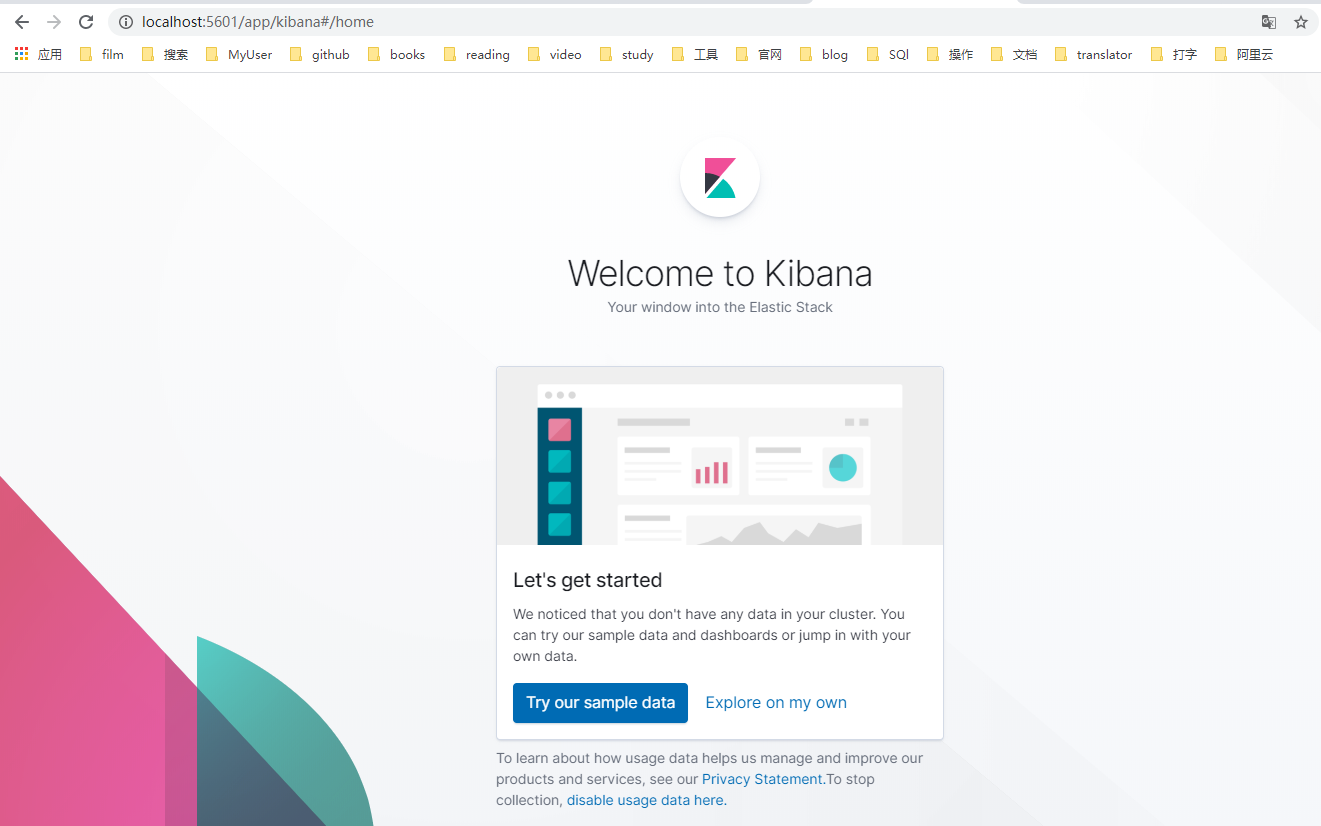 localhost:5601/app/kibana#/home
应用 film 搜索 MyUser github books reading video study 工具 官网 blog SQl 操作 文档 translator 打字 阿里云
Welcome to Kibana
Your window into the Elastic Stack
Let's get started
We noticed that you don't have any data in your cluster. You
can try our sample data and dashboards or jump in with your
own data.
Try our sample data Explore on my own
To learn about how usage data helps us manage and improve our
products and services, see our Privacy Statement.To stop
collection, disable usage data here.